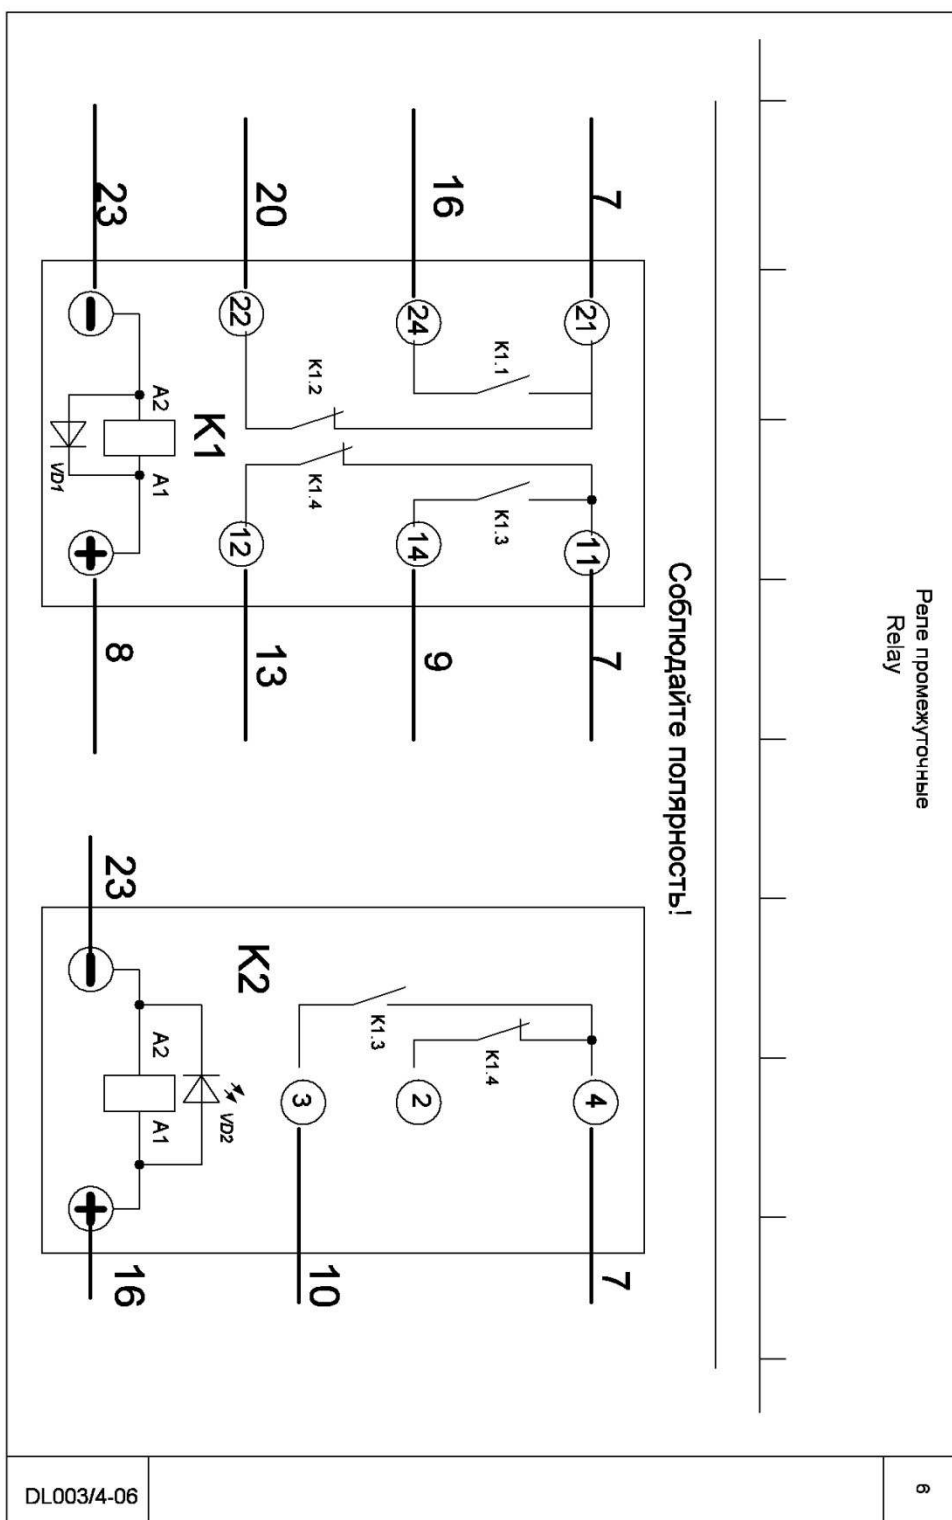 Реле промежуточные
Relay
Соблюдайте полярность!
7 21 11 7 4 7
K1.1 K1.3 K1.4
16 24 14 9 2
K1.3
K1.2 K1.4
3 10
20 22 12 13
K2
VD2
K1
A2 A1 A2 A1
23 8 23 16
VD1
6
DL003/4-06